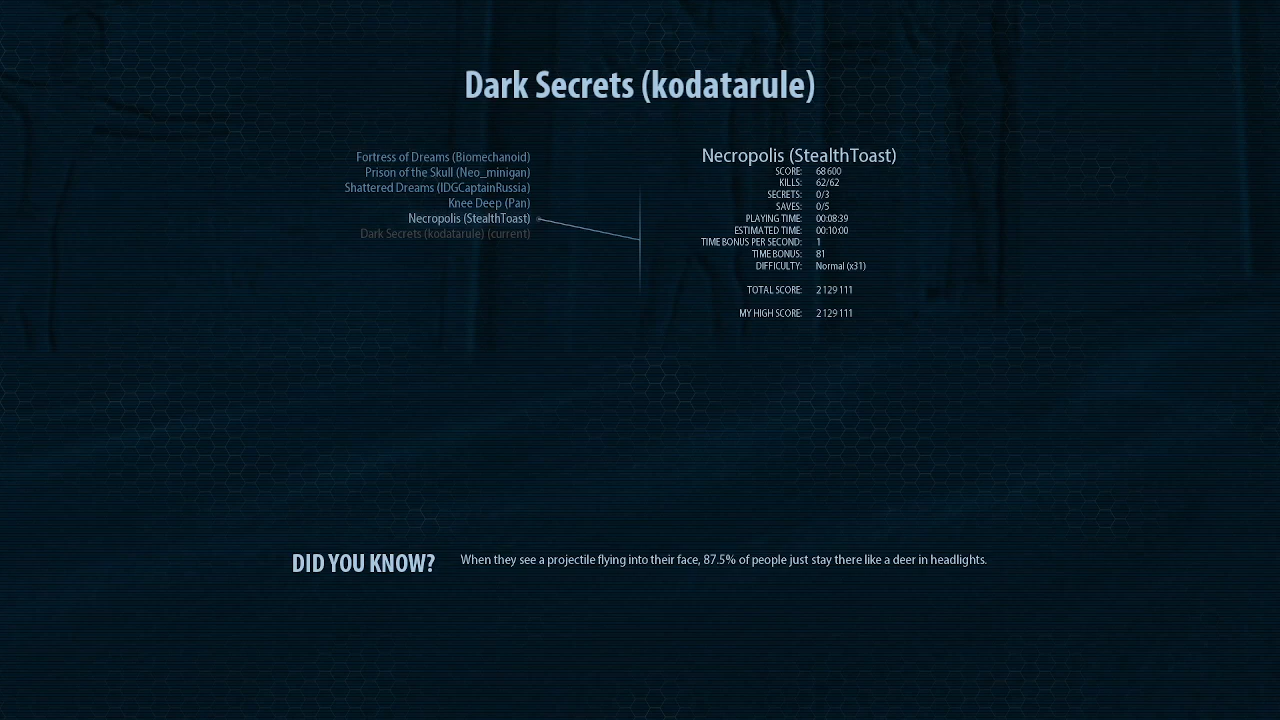 Dark Secrets (kodatarule)
Fortress of Dreams (Biomechanoid)
Prison of the Skull (Neo_minigan)
Shattered Dreams (IDGCaptainRussia)
Knee Deep (Pan)
Necropolis (StealthToast)
Dark Secrets (kodatarule) (current)
Necropolis (StealthToast)
SCORE: 68 600
KILLS: 62/62
SECRETS: 0/3
SAVES: 0/5
PLAYING TIME: 00:08:39
ESTIMATED TIME: 00:10:00
TIME BONUS PER SECOND: 1
TIME BONUS: 81
DIFFICULTY: Normal (x31)
TOTAL SCORE: 2 129 111
MY HIGH SCORE: 2 129 111
DID YOU KNOW? When they see a projectile flying into their face, 87.5% of people just stay there like a deer in headlights.